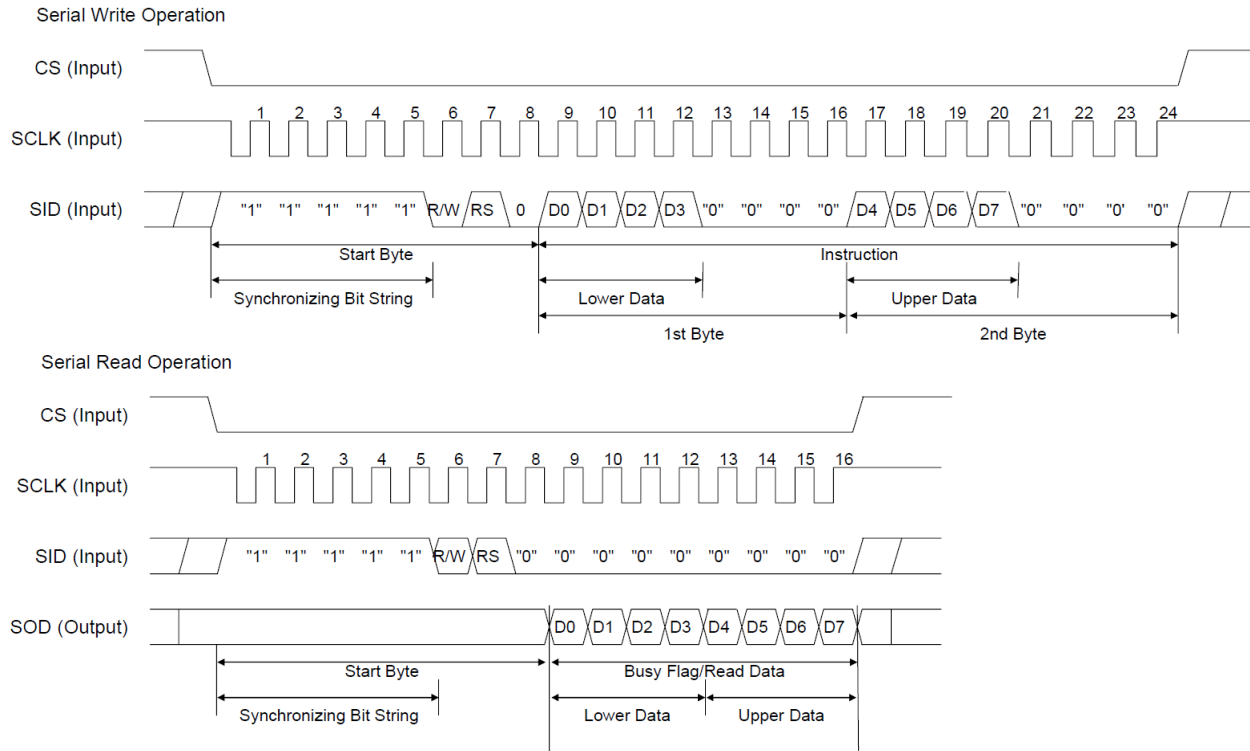 Serial Write Operation
CS (Input)
1 2 3 4 5 6 7 8 9 10 11 12 13 14 15 16 17 18 19 20 21 22 23 24
SCLK (Input)
SID (Input) "1" "1" "1" "1" "1" R/W RS 0 D0 D1 D2 D3 "0" "0" "0" "0" D4 D5 D6 D7 "0" "0" "0' "0"
Start Byte Instruction
Synchronizing Bit String Lower Data Upper Data
1st Byte 2nd Byte
Serial Read Operation
CS (Input)
1 2 3 4 5 6 7 8 9 10 11 12 13 14 15 16
SCLK (Input)
SID (Input) "1" "1" "1" "1" "1" R/W RS "0" "0" "0" "0" "0" "0" "0" "0" "0"
SOD (Output) D0 D1 D2 D3 D4 D5 D6 D7
Start Byte Busy Flag/Read Data
Synchronizing Bit String Lower Data Upper Data